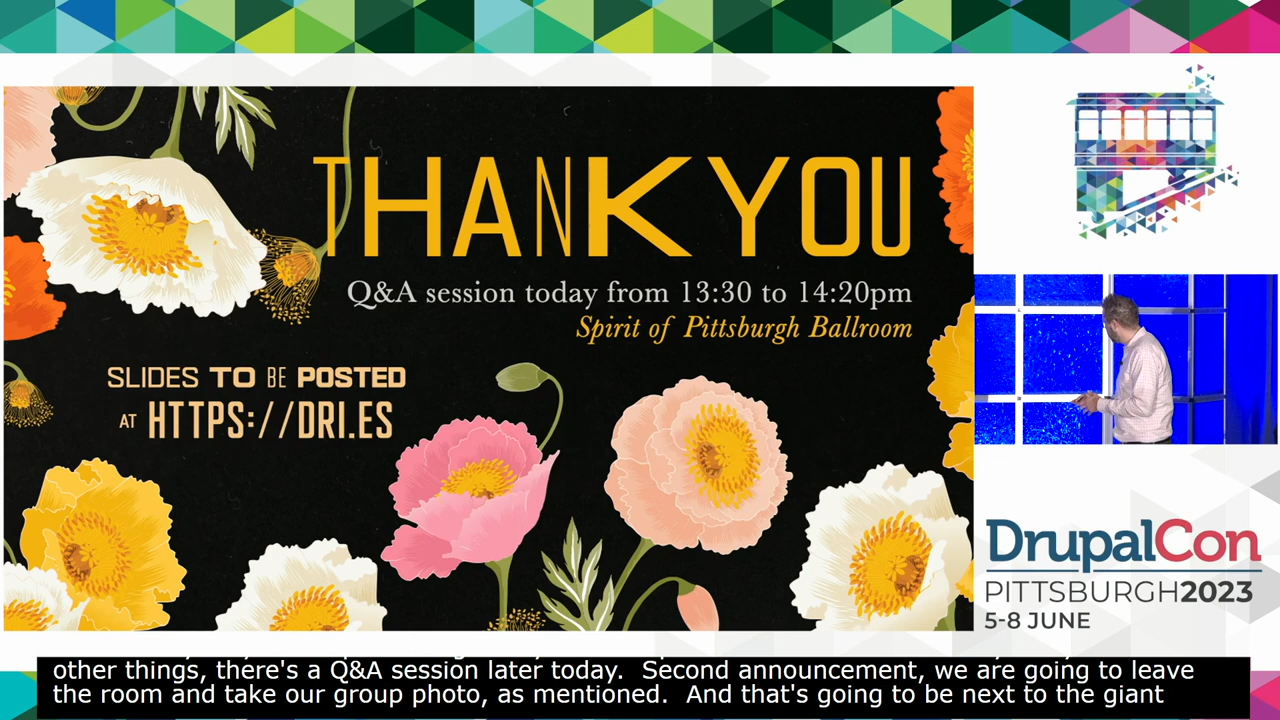 THANK YOU
Q&A session today from 13:30 to 14:20pm
Spirit of Pittsburgh Ballroom
SLIDES TO BE POSTED
AT HTTPS://DRI.ES
DrupalCon
PITTSBURGH2023
5-8 JUNE
other things, there's a Q&A session later today.  Second announcement, we are going to leave
the room and take our group photo, as mentioned.  And that's going to be next to the giant